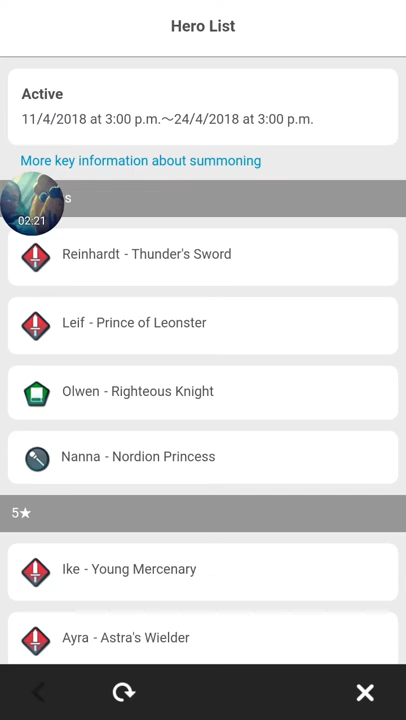 Hero List
Active
11/4/2018 at 3:00 p.m.～24/4/2018 at 3:00 p.m.
More key information about summoning
s
02:21
Reinhardt - Thunder's Sword
Leif - Prince of Leonster
Olwen - Righteous Knight
Nanna - Nordion Princess
5★
Ike - Young Mercenary
Ayra - Astra's Wielder